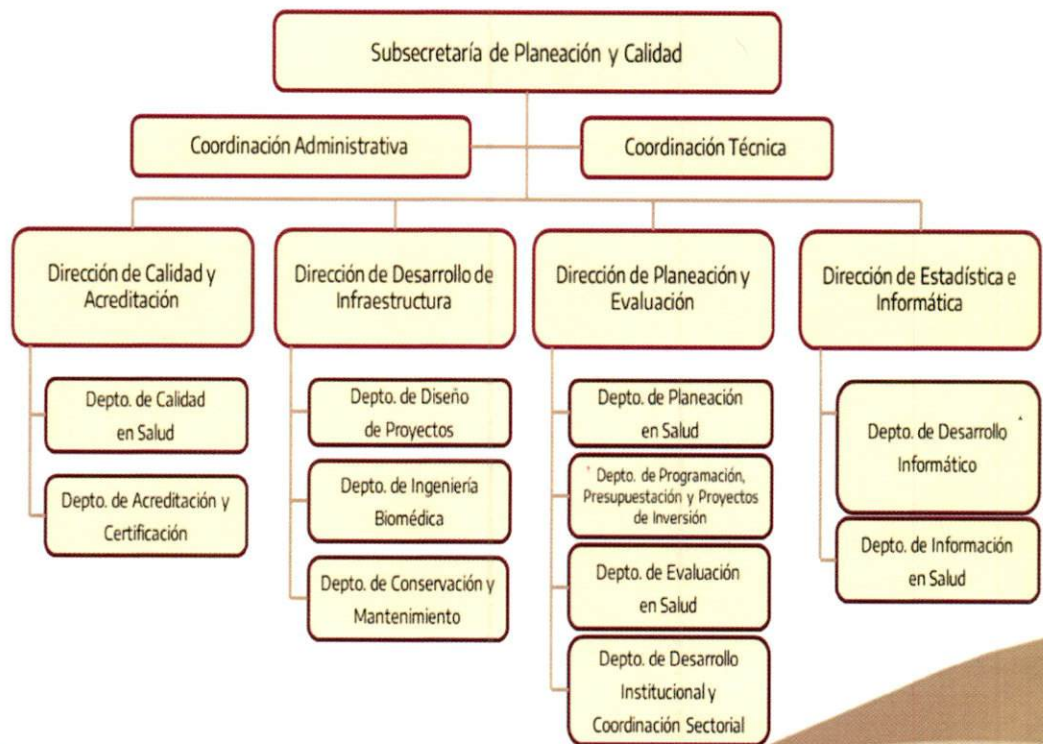 Subsecretaría de Planeación y Calidad
Coordinación Administrativa
Coordinación Técnica
Dirección de Calidad y
Acreditación
Dirección de Desarrollo de
Infraestructura
Dirección de Planeación y
Evaluación
Dirección de Estadística e
Informática
Depto. de Calidad
en Salud
Depto. de Acreditación y
Certificación
Depto. de Diseño
de Proyectos
Depto. de Ingeniería
Biomédica
Depto. de Conservación y
Mantenimiento
Depto. de Planeación
en Salud
Depto. de Programación,
Presupuestación y Proyectos
de Inversión
Depto. de Evaluación
en Salud
Depto. de Desarrollo
Institucional y
Coordinación Sectorial
Depto. de Desarrollo
Informático
Depto. de Información
en Salud